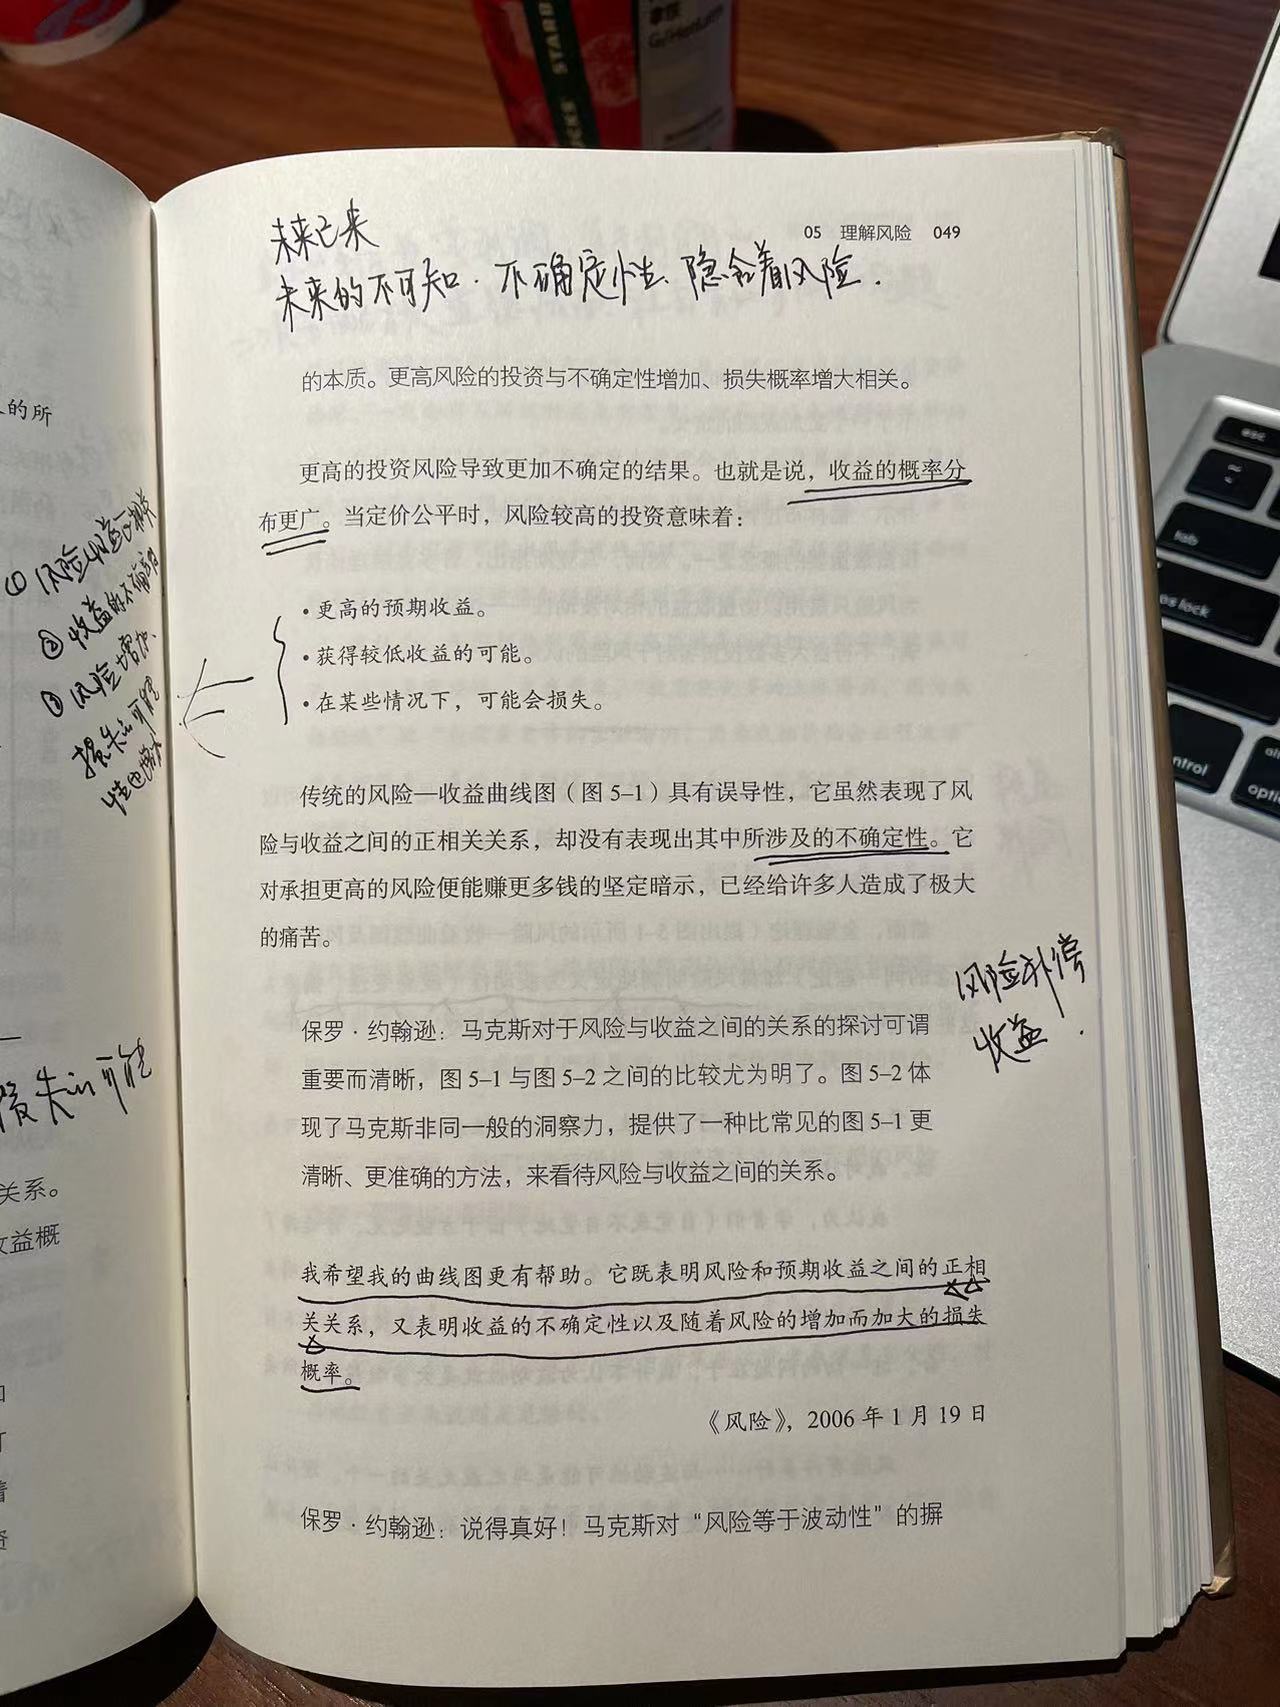 STARB
CKS
拿铁
05 理解风险 049
未来已来
未来的不可知、不确定性、隐含着风险.
的本质。更高风险的投资与不确定性增加、损失概率增大相关。
更高的投资风险导致更加不确定的结果。也就是说，收益的概率分
布更广。当定价公平时，风险较高的投资意味着：
• 更高的预期收益。
• 获得较低收益的可能。
• 在某些情况下，可能会损失。
传统的风险—收益曲线图（图 5-1）具有误导性，它虽然表现了风
险与收益之间的正相关关系，却没有表现出其中所涉及的不确定性。它
对承担更高的风险便能赚更多钱的坚定暗示，已经给许多人造成了极大
的痛苦。
风险补偿
收益.
保罗·约翰逊：马克斯对于风险与收益之间的关系的探讨可谓
重要而清晰，图 5-1 与图 5-2 之间的比较尤为明了。图 5-2 体
现了马克斯非同一般的洞察力，提供了一种比常见的图 5-1 更
清晰、更准确的方法，来看待风险与收益之间的关系。
我希望我的曲线图更有帮助。它既表明风险和预期收益之间的正相
关关系，又表明收益的不确定性以及随着风险的增加而加大的损失
概率。
《风险》，2006 年 1 月 19 日
保罗·约翰逊：说得真好！马克斯对“风险等于波动性”的摒
的所
① 风险与收益正相关
② 收益的不确定性
③ 风险增加
损失的可能
性也增大
损失的可能
关系。
收益概
esc
tab
caps lock
control
option